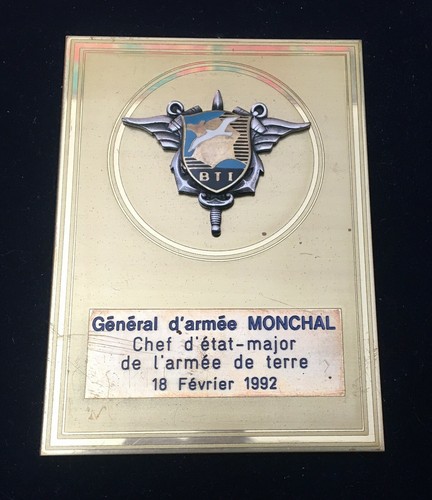 BTI
Général d'armée MONCHAL
Chef d'état-major
de l'armée de terre
18 Février 1992